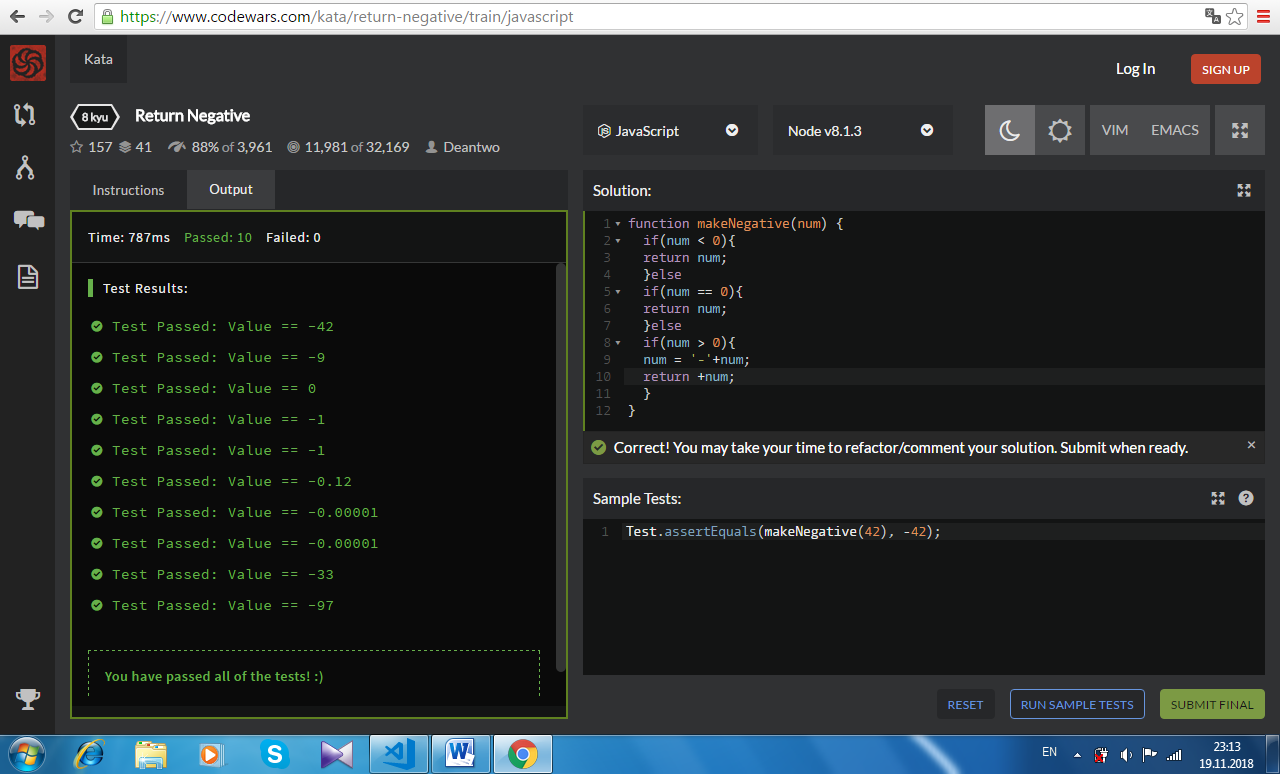 https://www.codewars.com/kata/return-negative/train/javascript
Kata
Log In
SIGN UP
8 kyu
Return Negative
157 41 88% of 3,961 11,981 of 32,169 Deantwo
JavaScript
Node v8.1.3
VIM
EMACS
Instructions
Output
Time: 787ms Passed: 10 Failed: 0
Test Results:
Test Passed: Value == -42
Test Passed: Value == -9
Test Passed: Value == 0
Test Passed: Value == -1
Test Passed: Value == -1
Test Passed: Value == -0.12
Test Passed: Value == -0.00001
Test Passed: Value == -0.00001
Test Passed: Value == -33
Test Passed: Value == -97
You have passed all of the tests! :)
Solution:
1 function makeNegative(num) {
2 if(num < 0){
3 return num;
4 }else
5 if(num == 0){
6 return num;
7 }else
8 if(num > 0){
9 num = '-'+num;
10 return +num;
11 }
12 }
Correct! You may take your time to refactor/comment your solution. Submit when ready.
Sample Tests:
1 Test.assertEquals(makeNegative(42), -42);
RESET
RUN SAMPLE TESTS
SUBMIT FINAL
EN
23:13
19.11.2018